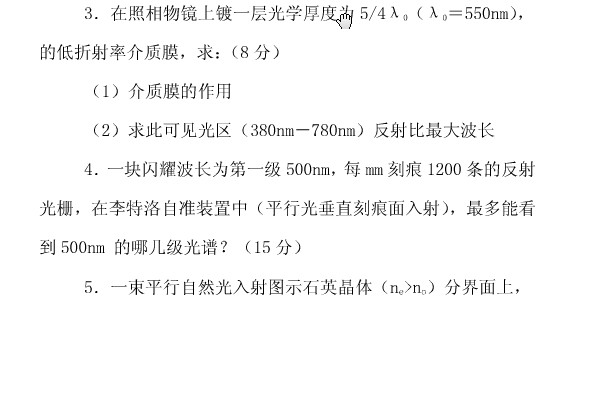 3．在照相物镜上镀一层光学厚度为 5/4λ₀（λ₀＝550nm），
的低折射率介质膜，求：（8 分）
（1）介质膜的作用
（2）求此可见光区（380nm－780nm）反射比最大波长
4．一块闪耀波长为第一级 500nm，每 mm 刻痕 1200 条的反射
光栅，在李特洛自准装置中（平行光垂直刻痕面入射），最多能看
到 500nm 的哪几级光谱？（15 分）
5．一束平行自然光入射图示石英晶体（nₑ>nₒ）分界面上，